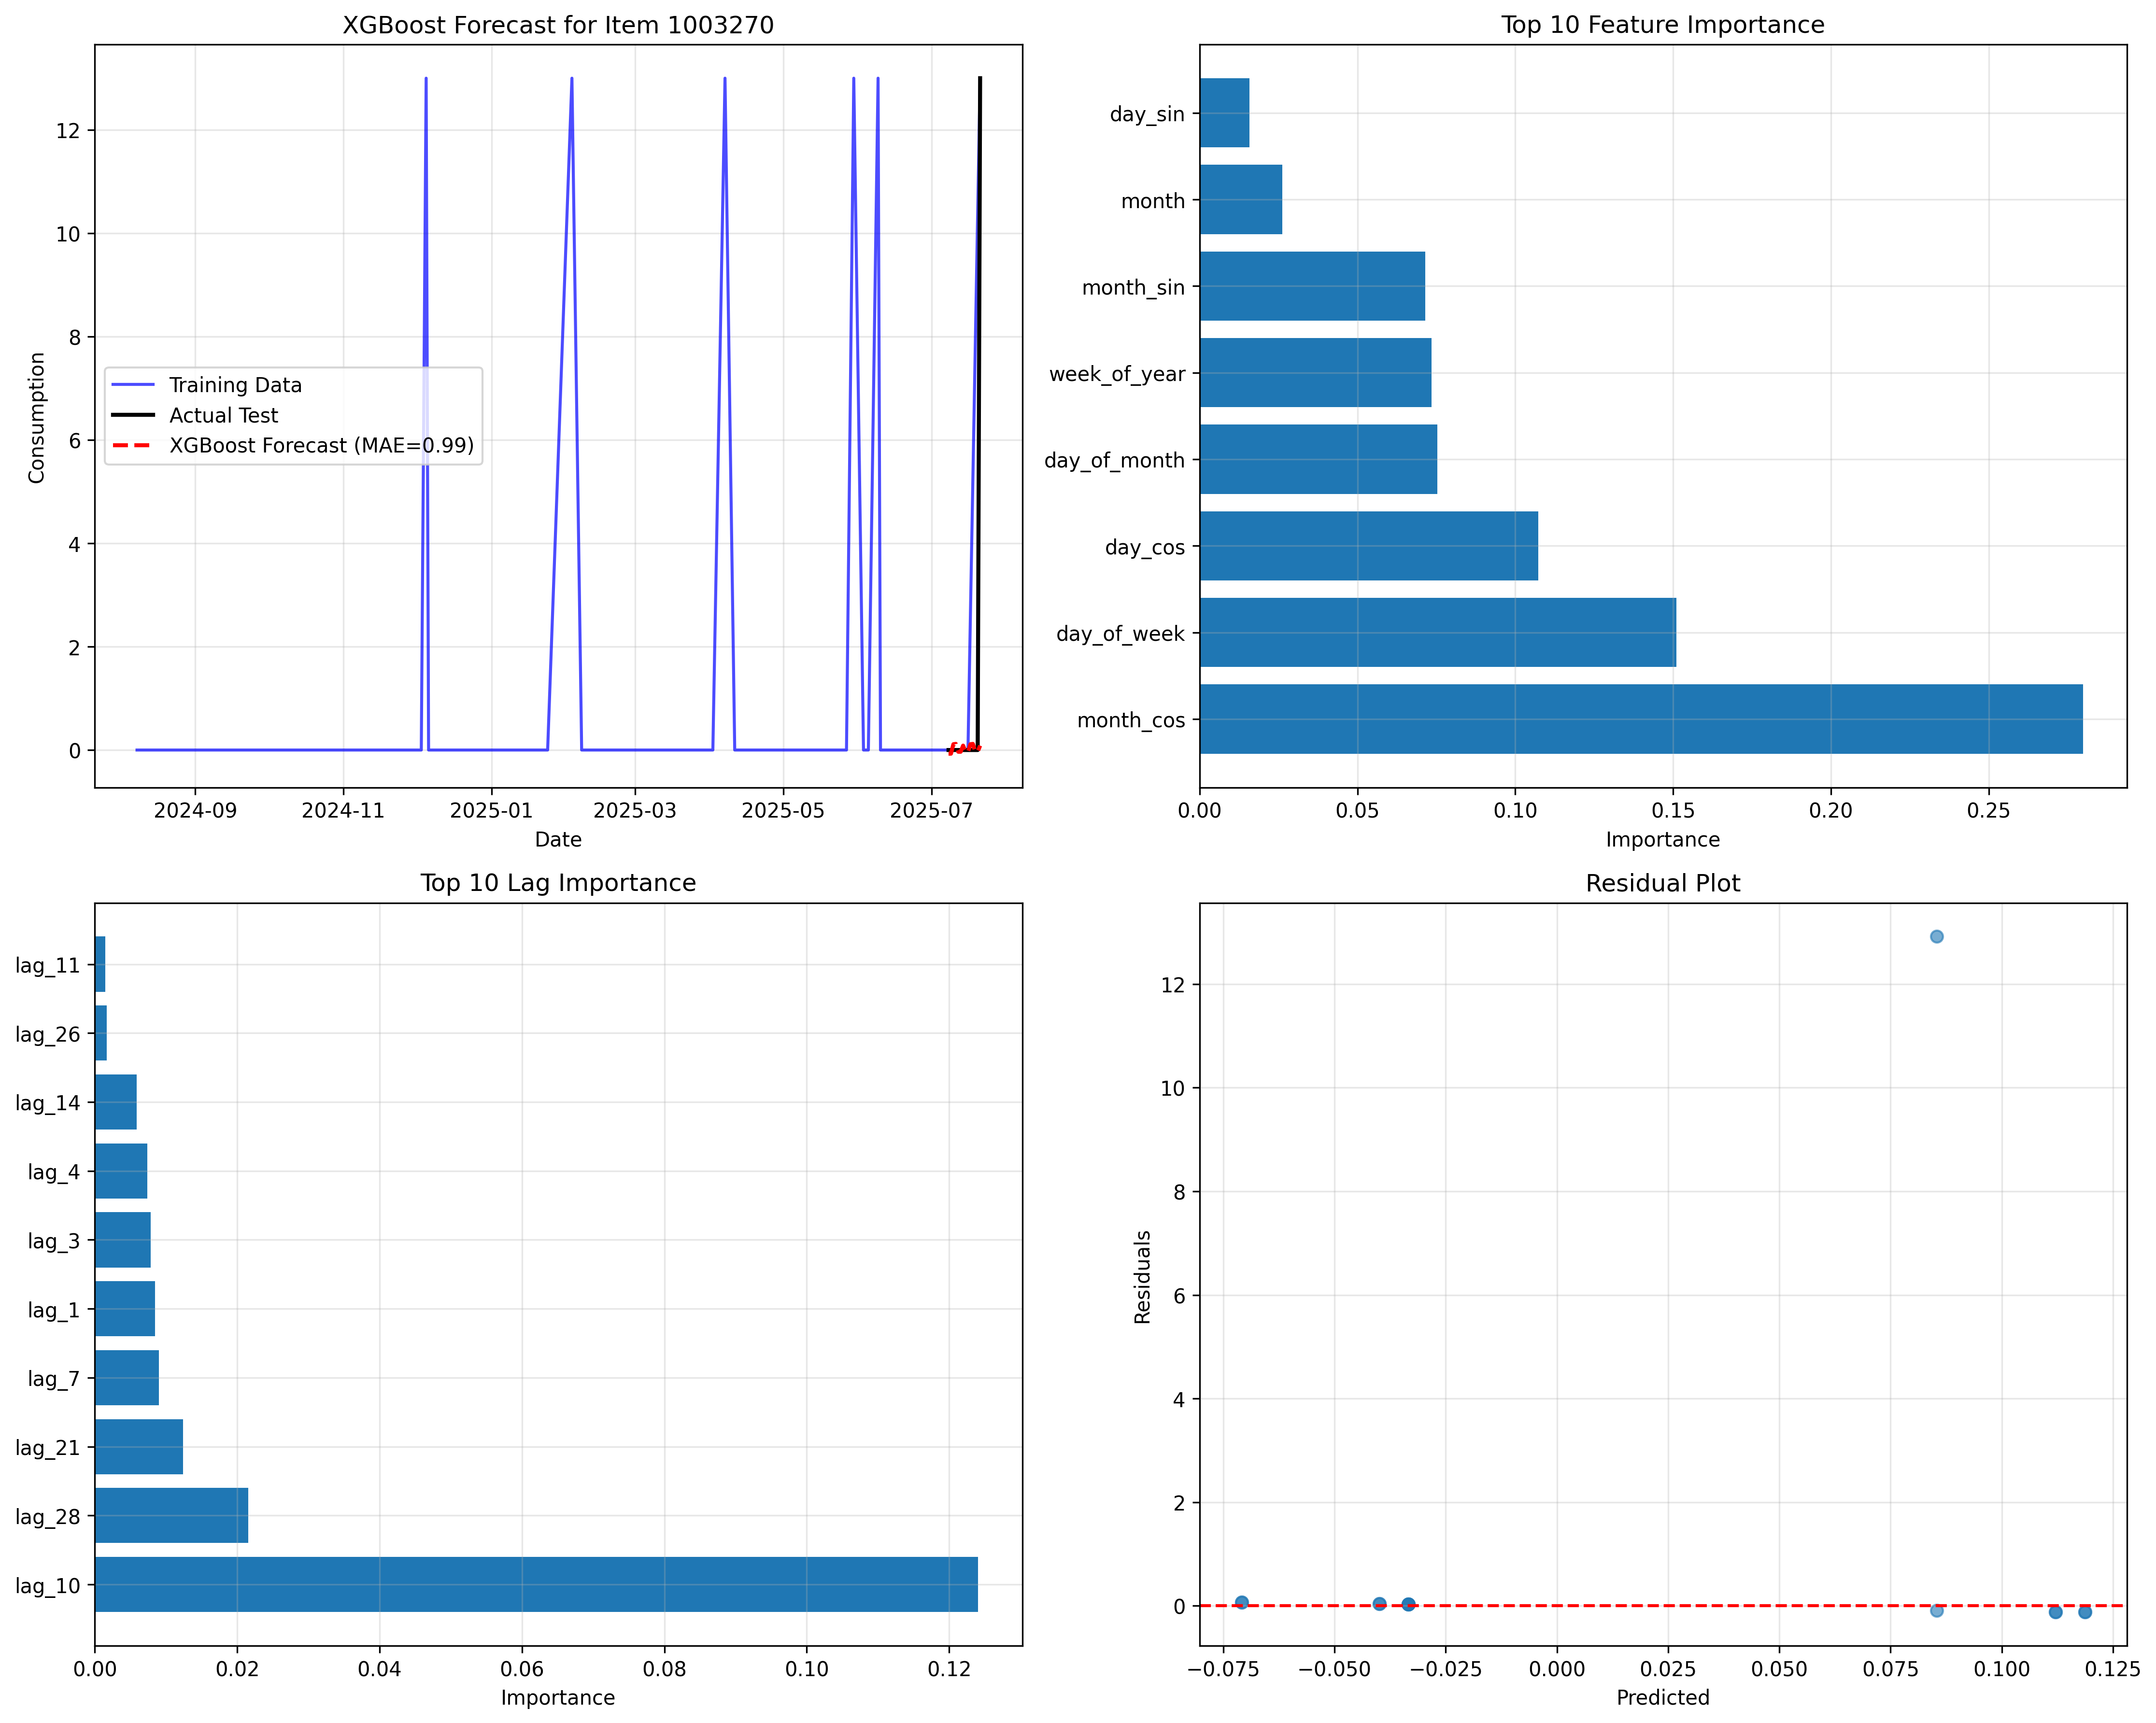 XGBoost Forecast for Item 1003270
12
10
8
6
4
2
0
Consumption
Training Data
Actual Test
XGBoost Forecast (MAE=0.99)
2024-09 2024-11 2025-01 2025-03 2025-05 2025-07
Date
Top 10 Feature Importance
day_sin
month
month_sin
week_of_year
day_of_month
day_cos
day_of_week
month_cos
0.00 0.05 0.10 0.15 0.20 0.25
Importance
Top 10 Lag Importance
lag_11
lag_26
lag_14
lag_4
lag_3
lag_1
lag_7
lag_21
lag_28
lag_10
0.00 0.02 0.04 0.06 0.08 0.10 0.12
Importance
Residual Plot
12
10
8
6
4
2
0
Residuals
−0.075 −0.050 −0.025 0.000 0.025 0.050 0.075 0.100 0.125
Predicted